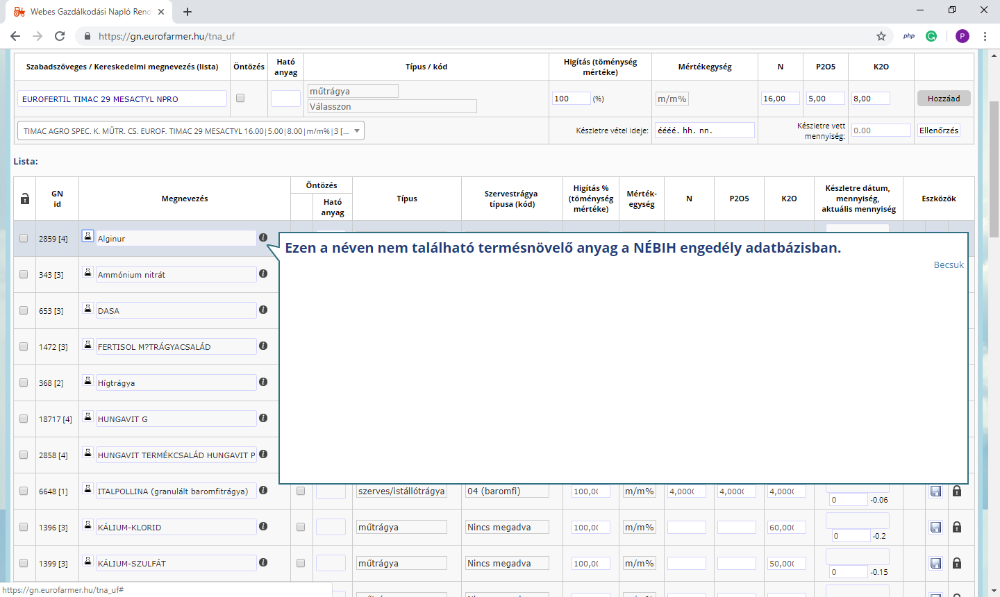 Webes Gazdálkodási Napló Rend
https://gn.eurofarmer.hu/tna_uf
php
P
Szabadszöveges / Kereskedelmi megnevezés (lista)
Öntözés
Ható
anyag
Típus / kód
Higítás (töménység
mértéke)
Mértékegység
N
P2O5
K2O
EUROFERTIL TIMAC 29 MESACTYL NPRO
műtrágya
Válasszon
100
(%)
m/m%
16,00
5,00
8,00
Hozzáad
TIMAC AGRO SPEC. K. MŰTR. CS. EUROF. TIMAC 29 MESACTYL 16.00|5.00|8.00|m/m%|3 [...
Készletre vétel ideje:
éééé. hh. nn.
Készletre vett
mennyiség:
0.00
Ellenőrzés
Lista:
GN
id
Megnevezés
Öntözés
Ható
anyag
Típus
Szervestrágya
típusa (kód)
Higítás %
(töménység
mértéke)
Mérték-
egység
N
P2O5
K2O
Készletre dátum,
mennyiség,
aktuális mennyiség
Eszközök
2859 [4]
Alginur
Ezen a néven nem található termésnövelő anyag a NÉBIH engedély adatbázisban.
Becsuk
343 [3]
Ammónium nitrát
653 [3]
DASA
1472 [3]
FERTISOL M?TRÁGYACSALÁD
368 [2]
Hígtrágya
18717 [4]
HUNGAVIT G
2858 [4]
HUNGAVIT TERMÉKCSALÁD HUNGAVIT P
6648 [1]
ITALPOLLINA (granulált baromfitrágya)
szerves/istállótrágya
04 (baromfi)
100,00
m/m%
4,0000
4,0000
4,0000
0
-0.06
1396 [3]
KÁLIUM-KLORID
műtrágya
Nincs megadva
100,00
m/m%
60,000
0
-0.2
1399 [3]
KÁLIUM-SZULFÁT
műtrágya
Nincs megadva
100,00
m/m%
50,000
0
-0.15
https://gn.eurofarmer.hu/tna_uf#